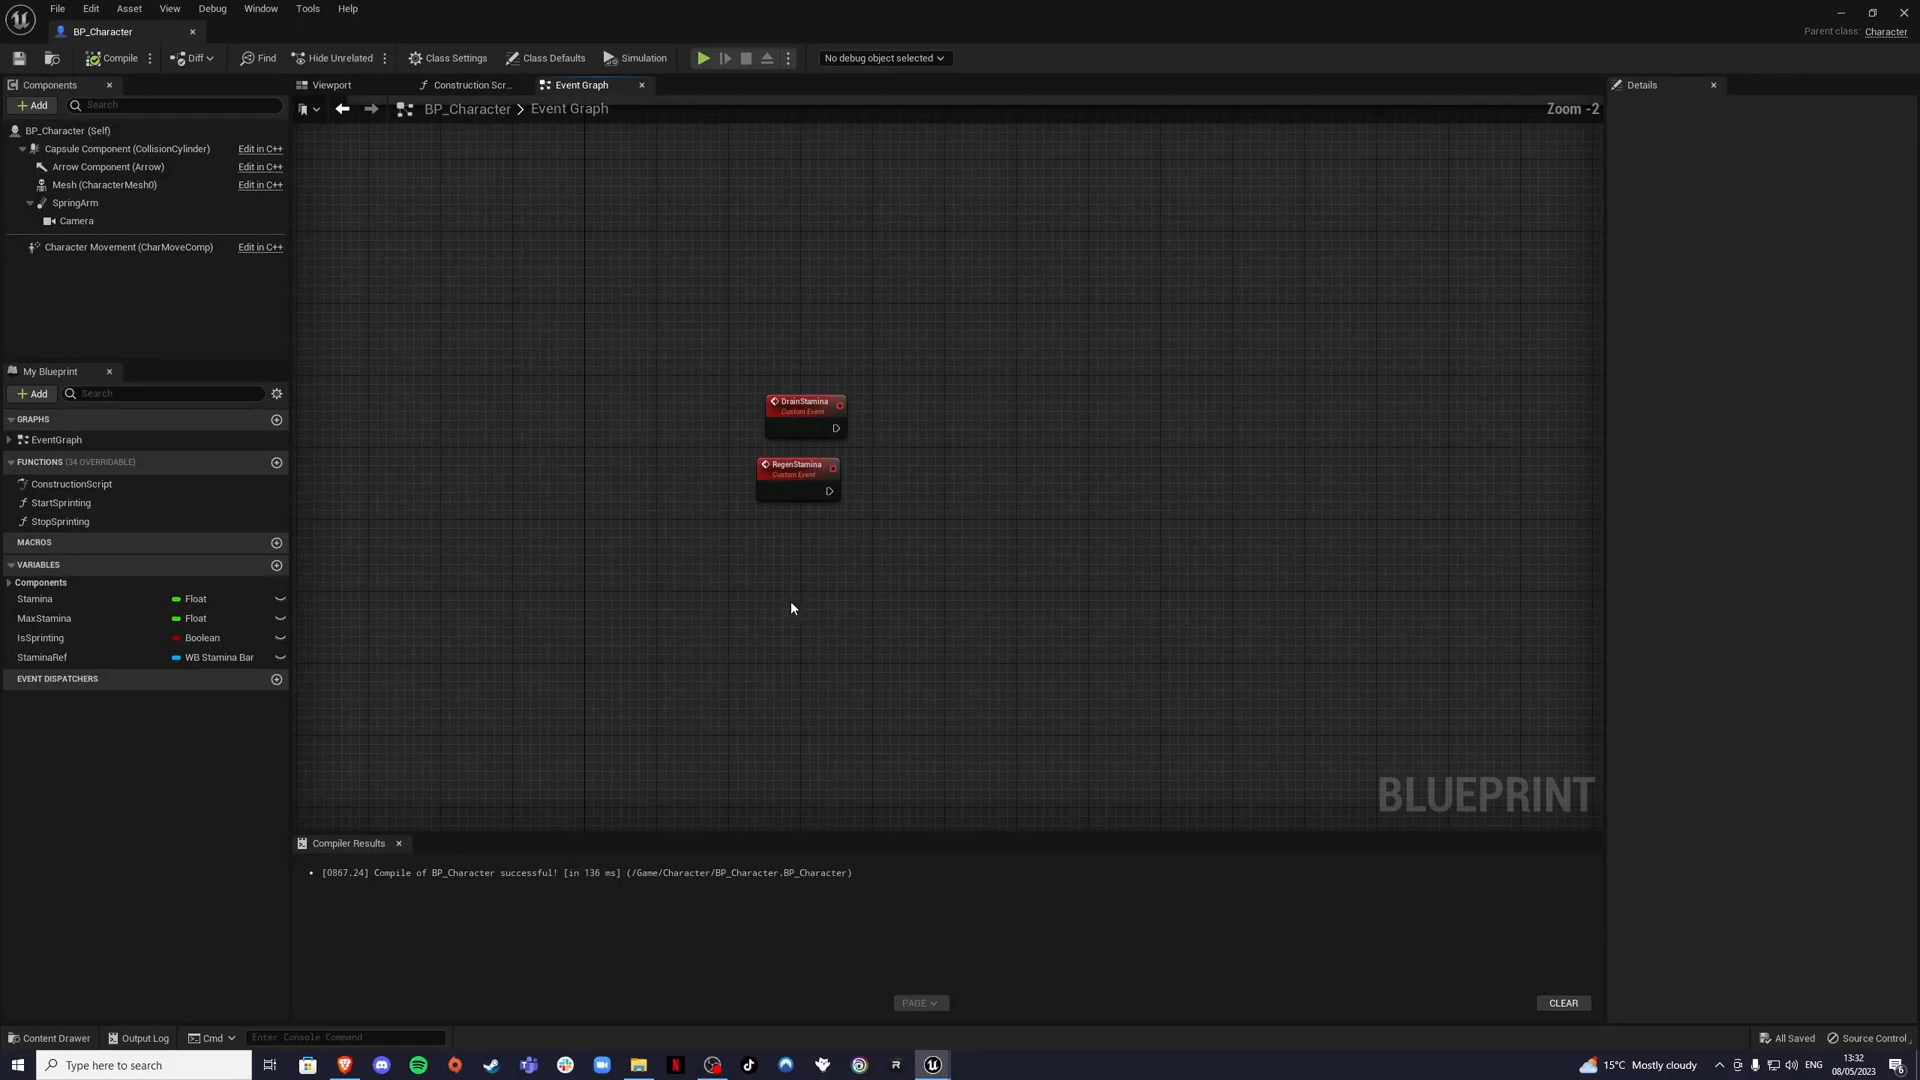 File Edit Asset View Window Debug Tools Help
BP_Character
Parent class: Character
Compile Diff Find Hide Unrelated Class Settings Class Defaults Simulation No debug object selected
Components
Add Search
BP_Character (Self)
Capsule Component (CollisionCylinder) Edit in C++
Arrow Component (Arrow) Edit in C++
Mesh (CharacterMesh0) Edit in C++
SpringArm
Camera
Character Movement (CharMoveComp) Edit in C++
My Blueprint
Add Search
GRAPHS
EventGraph
FUNCTIONS (34 OVERRIDABLE)
ConstructionScript
StartSprinting
StopSprinting
MACROS
VARIABLES
Components
Stamina Float
MaxStamina Float
IsSprinting Boolean
StaminaRef WB Stamina Bar
EVENT DISPATCHERS
Viewport Construction Scr... Event Graph
BP_Character > Event Graph
Zoom -2
DrainStamina
Custom Event
RegenStamina
Custom Event
BLUEPRINT
Details
Compiler Results
[0867.24] Compile of BP_Character successful! [in 136 ms] (/Game/Character/BP_Character.BP_Character)
PAGE
CLEAR
Content Drawer Output Log Cmd Enter Console Command
All Saved Source Control
Type here to search
15°C Mostly cloudy ENG
13:32
08/05/2023
6